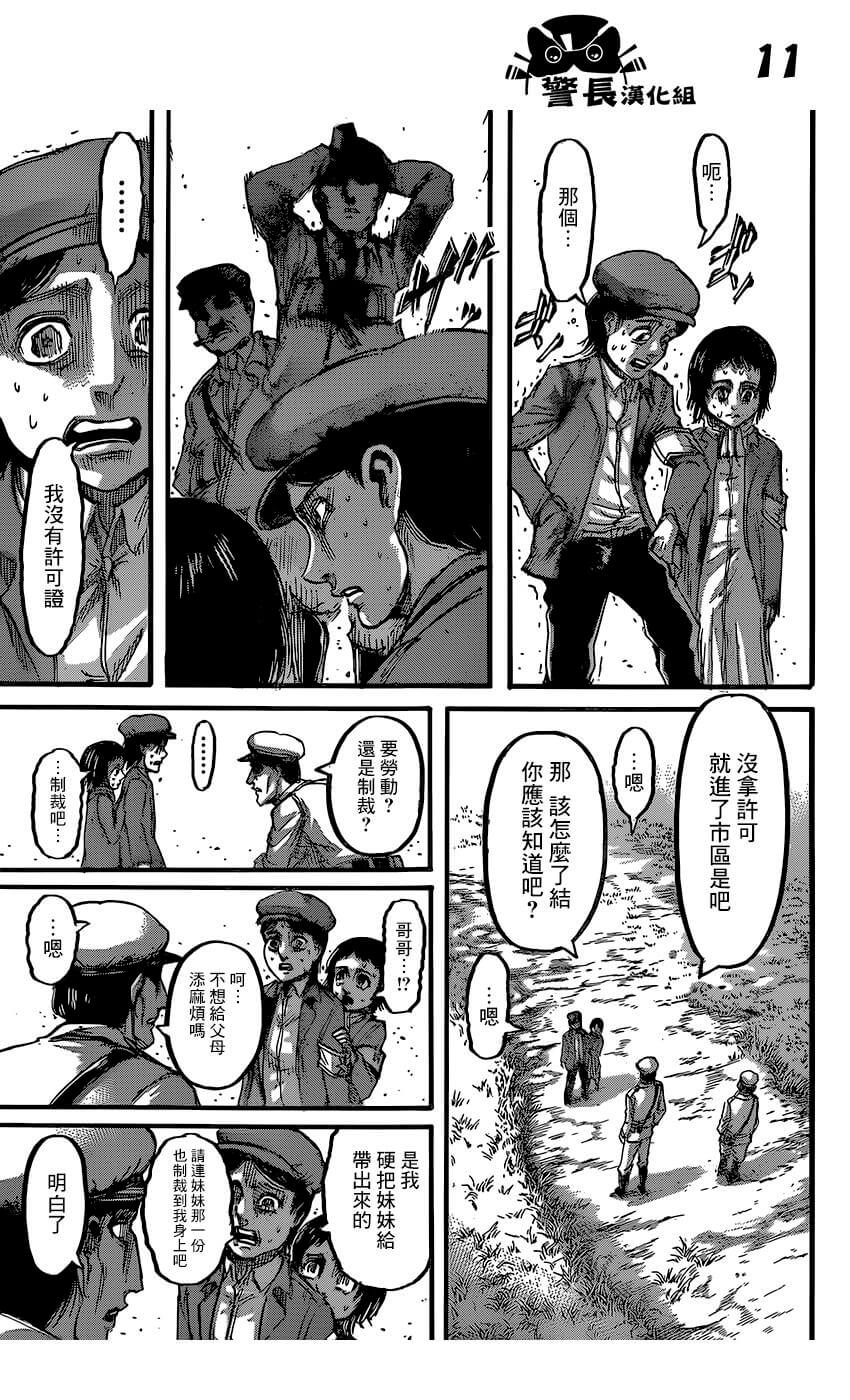 警長漢化組
11
呃…
那個…
……
我沒有許可證
沒拿許可
就進了市區是吧
…嗯
那 該怎麼了結
你應該知道吧？
…嗯
要勞動？
還是制裁？
……
…制裁吧…
哥哥…!?
呵…
不想給父母
添麻煩嗎
…嗯
是我
硬把妹妹給
帶出來的
請連妹妹那一份
也制裁到我身上吧
明白了